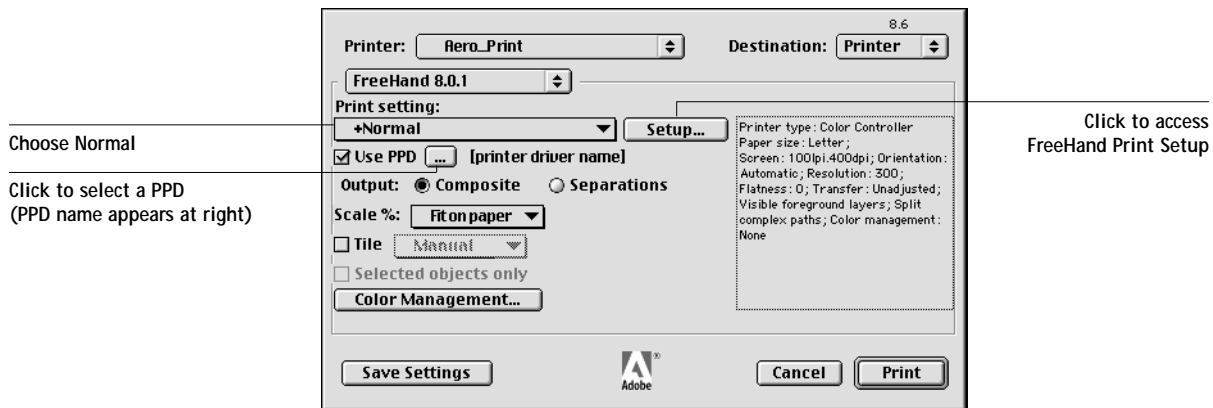 8.6
Printer: Aero_Print Destination: Printer
FreeHand 8.0.1
Print setting:
+Normal Setup...
Choose Normal
Click to access
FreeHand Print Setup
Use PPD ... [printer driver name]
Click to select a PPD
(PPD name appears at right)
Output: Composite Separations
Scale %: Fit on paper
Tile Manual
Selected objects only
Color Management...
Printer type: Color Controller
Paper size: Letter;
Screen: 100lpi.400dpi; Orientation:
Automatic; Resolution: 300;
Flatness: 0; Transfer: Unadjusted;
Visible foreground layers; Split
complex paths; Color management:
None
Save Settings
Adobe
®
Cancel Print